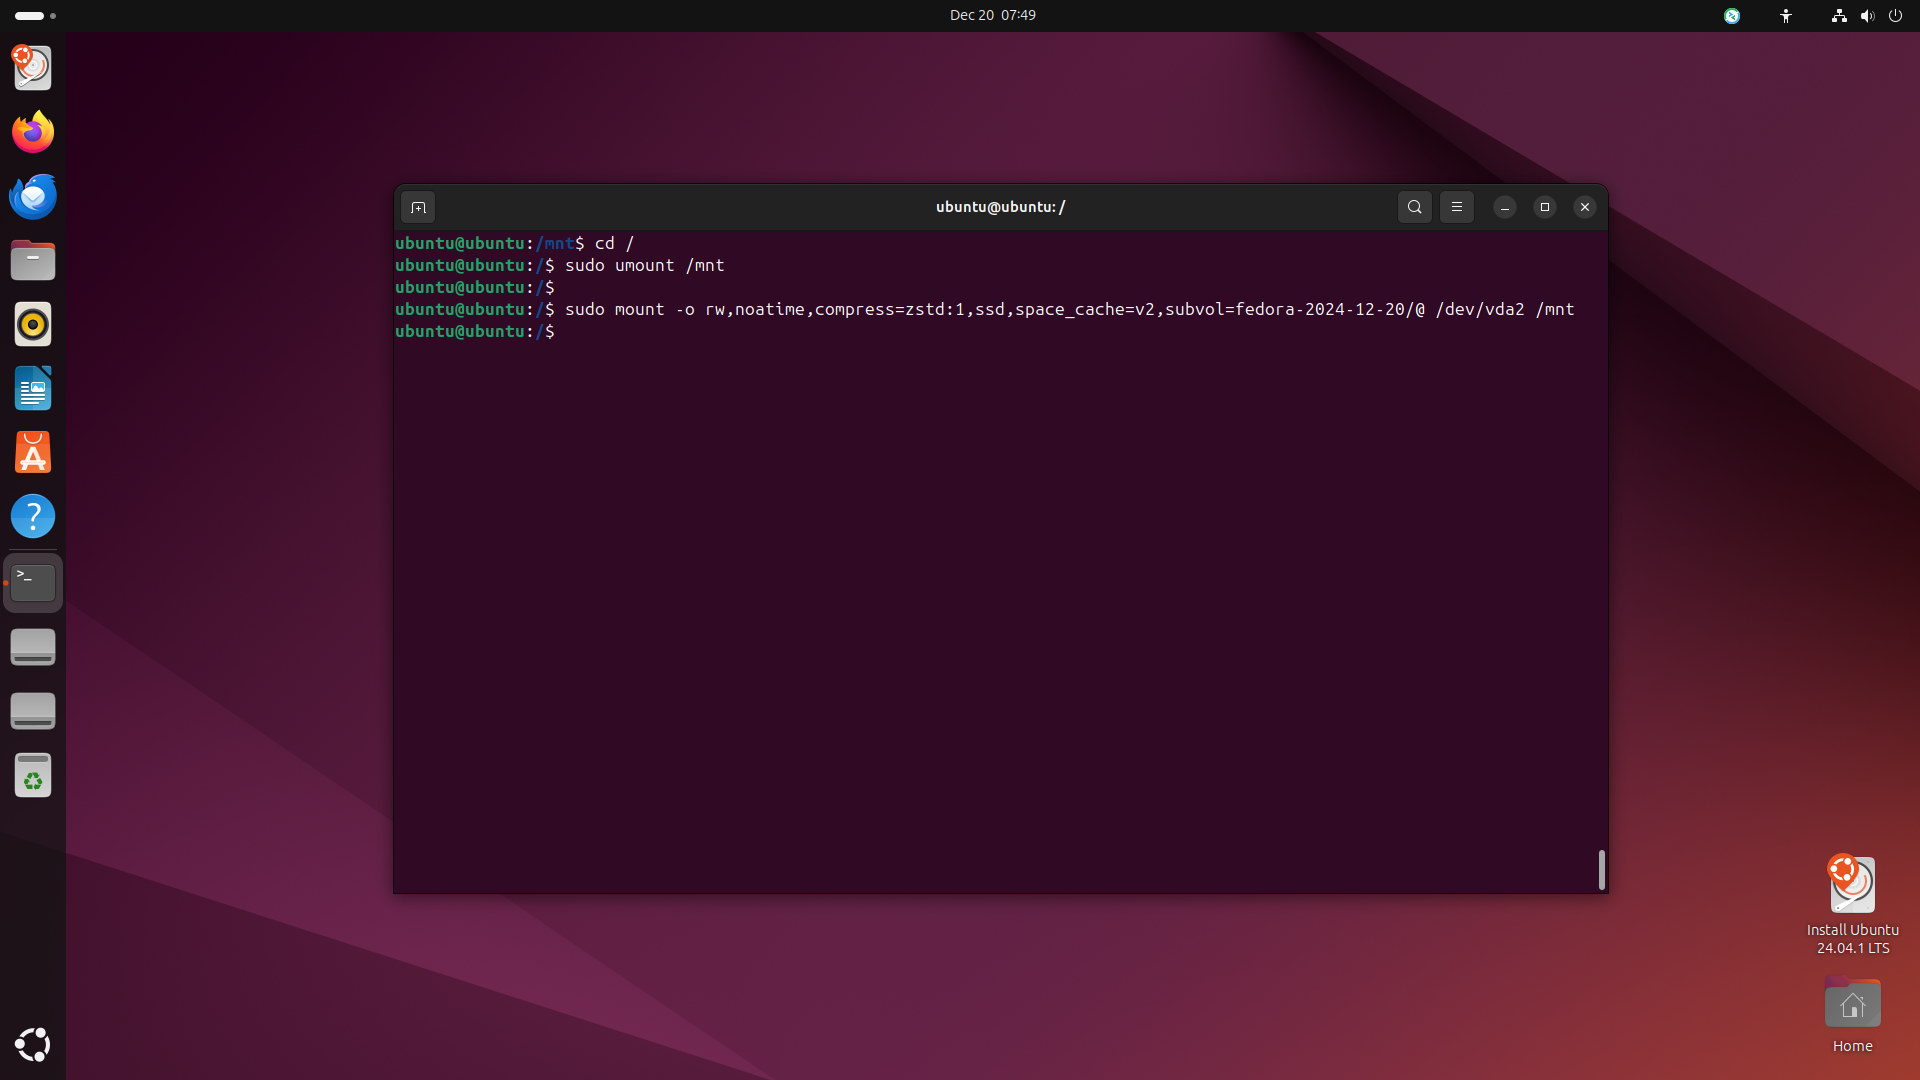 Dec 20 07:49
ubuntu@ubuntu: /
ubuntu@ubuntu:/mnt$ cd /
ubuntu@ubuntu:/$ sudo umount /mnt
ubuntu@ubuntu:/$
ubuntu@ubuntu:/$ sudo mount -o rw,noatime,compress=zstd:1,ssd,space_cache=v2,subvol=fedora-2024-12-20/@ /dev/vda2 /mnt
ubuntu@ubuntu:/$
Install Ubuntu
24.04.1 LTS
Home